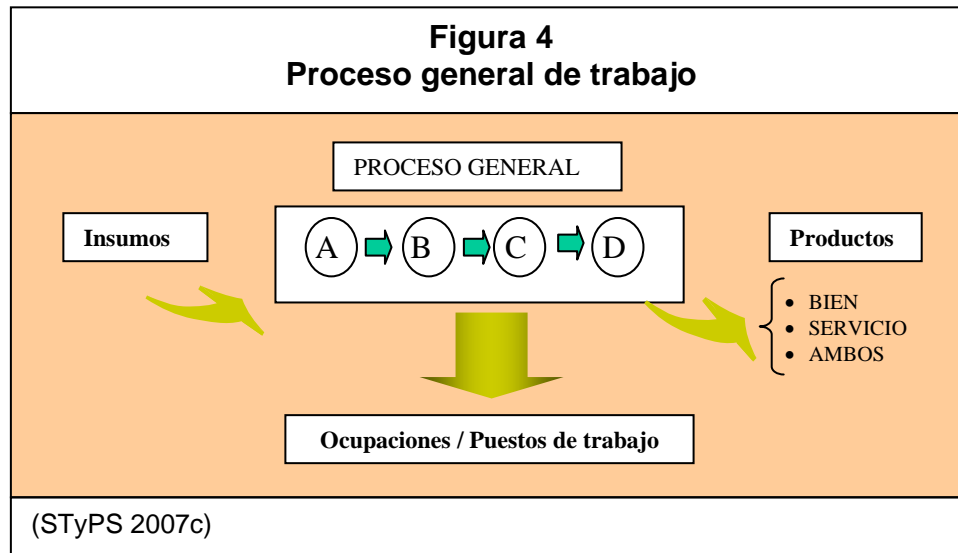 Figura 4
Proceso general de trabajo
PROCESO GENERAL
Insumos
A B C D
Productos
• BIEN
• SERVICIO
• AMBOS
Ocupaciones / Puestos de trabajo
(STyPS 2007c)